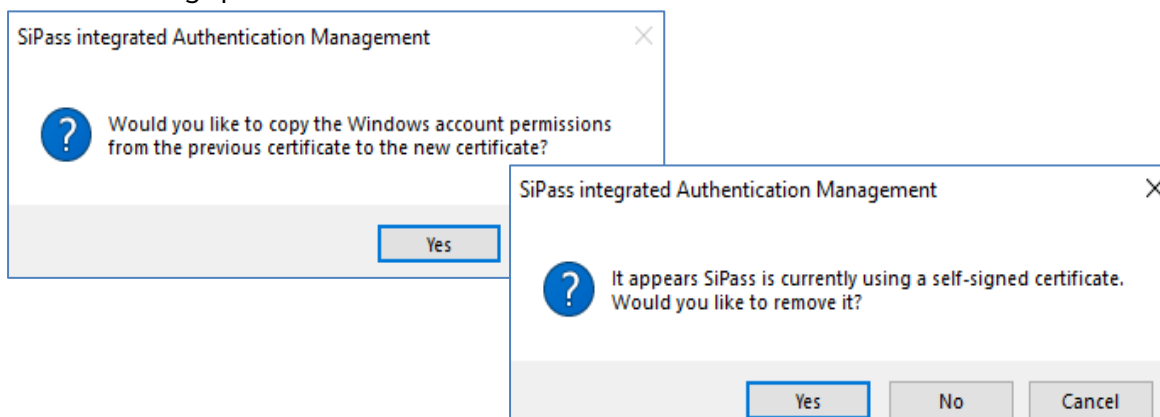 SiPass integrated Authentication Management
Would you like to copy the Windows account permissions
from the previous certificate to the new certificate?
Yes
SiPass integrated Authentication Management
It appears SiPass is currently using a self-signed certificate.
Would you like to remove it?
Yes No Cancel